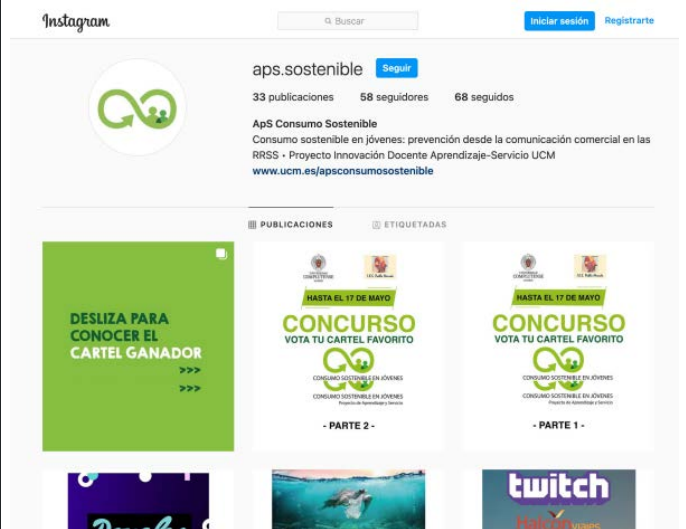 Instagram
Buscar
Iniciar sesión
Registrarte
aps.sostenible
Seguir
33 publicaciones 58 seguidores 68 seguidos
ApS Consumo Sostenible
Consumo sostenible en jóvenes: prevención desde la comunicación comercial en las
RRSS • Proyecto Innovación Docente Aprendizaje-Servicio UCM
www.ucm.es/apsconsumosostenible
PUBLICACIONES
ETIQUETADAS
DESLIZA PARA
CONOCER EL
CARTEL GANADOR
>>>
>>>
HASTA EL 17 DE MAYO
CONCURSO
VOTA TU CARTEL FAVORITO
CONSUMO SOSTENIBLE EN JÓVENES
CONSUMO SOSTENIBLE EN JÓVENES
Proyecto de Aprendizaje y Servicio
- PARTE 2 -
HASTA EL 17 DE MAYO
CONCURSO
VOTA TU CARTEL FAVORITO
CONSUMO SOSTENIBLE EN JÓVENES
CONSUMO SOSTENIBLE EN JÓVENES
Proyecto de Aprendizaje y Servicio
- PARTE 1 -
twitch
Halcón viajes